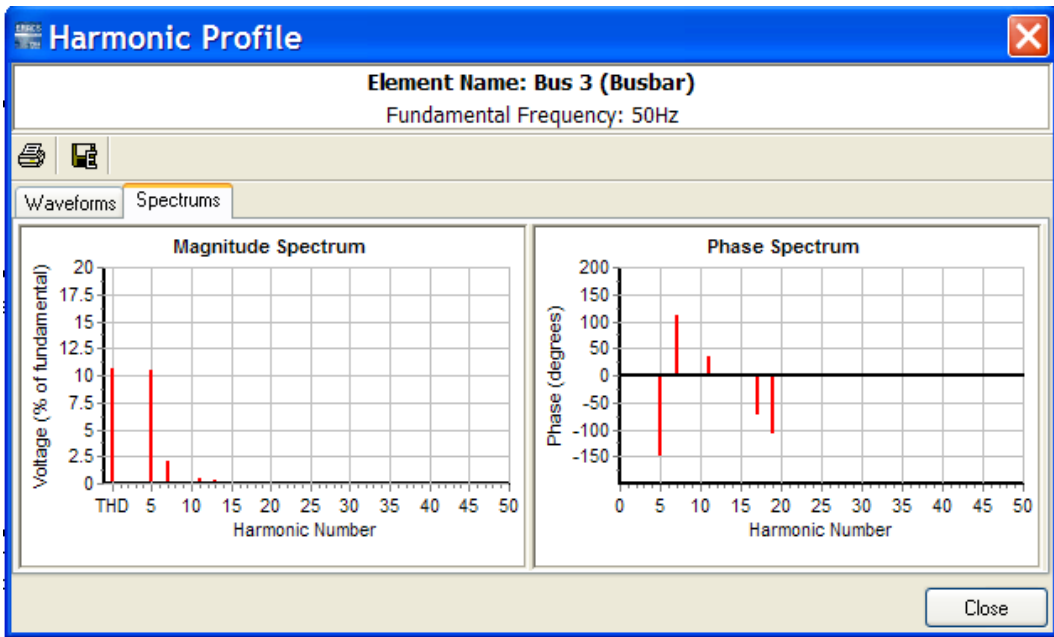 Harmonic Profile
Element Name: Bus 3 (Busbar)
Fundamental Frequency: 50Hz
Waveforms Spectrums
Magnitude Spectrum
Voltage (% of fundamental)
20
17.5
15
12.5
10
7.5
5
2.5
0
THD 5 10 15 20 25 30 35 40 45 50
Harmonic Number
Phase Spectrum
Phase (degrees)
200
150
100
50
0
-50
-100
-150
0 5 10 15 20 25 30 35 40 45 50
Harmonic Number
Close